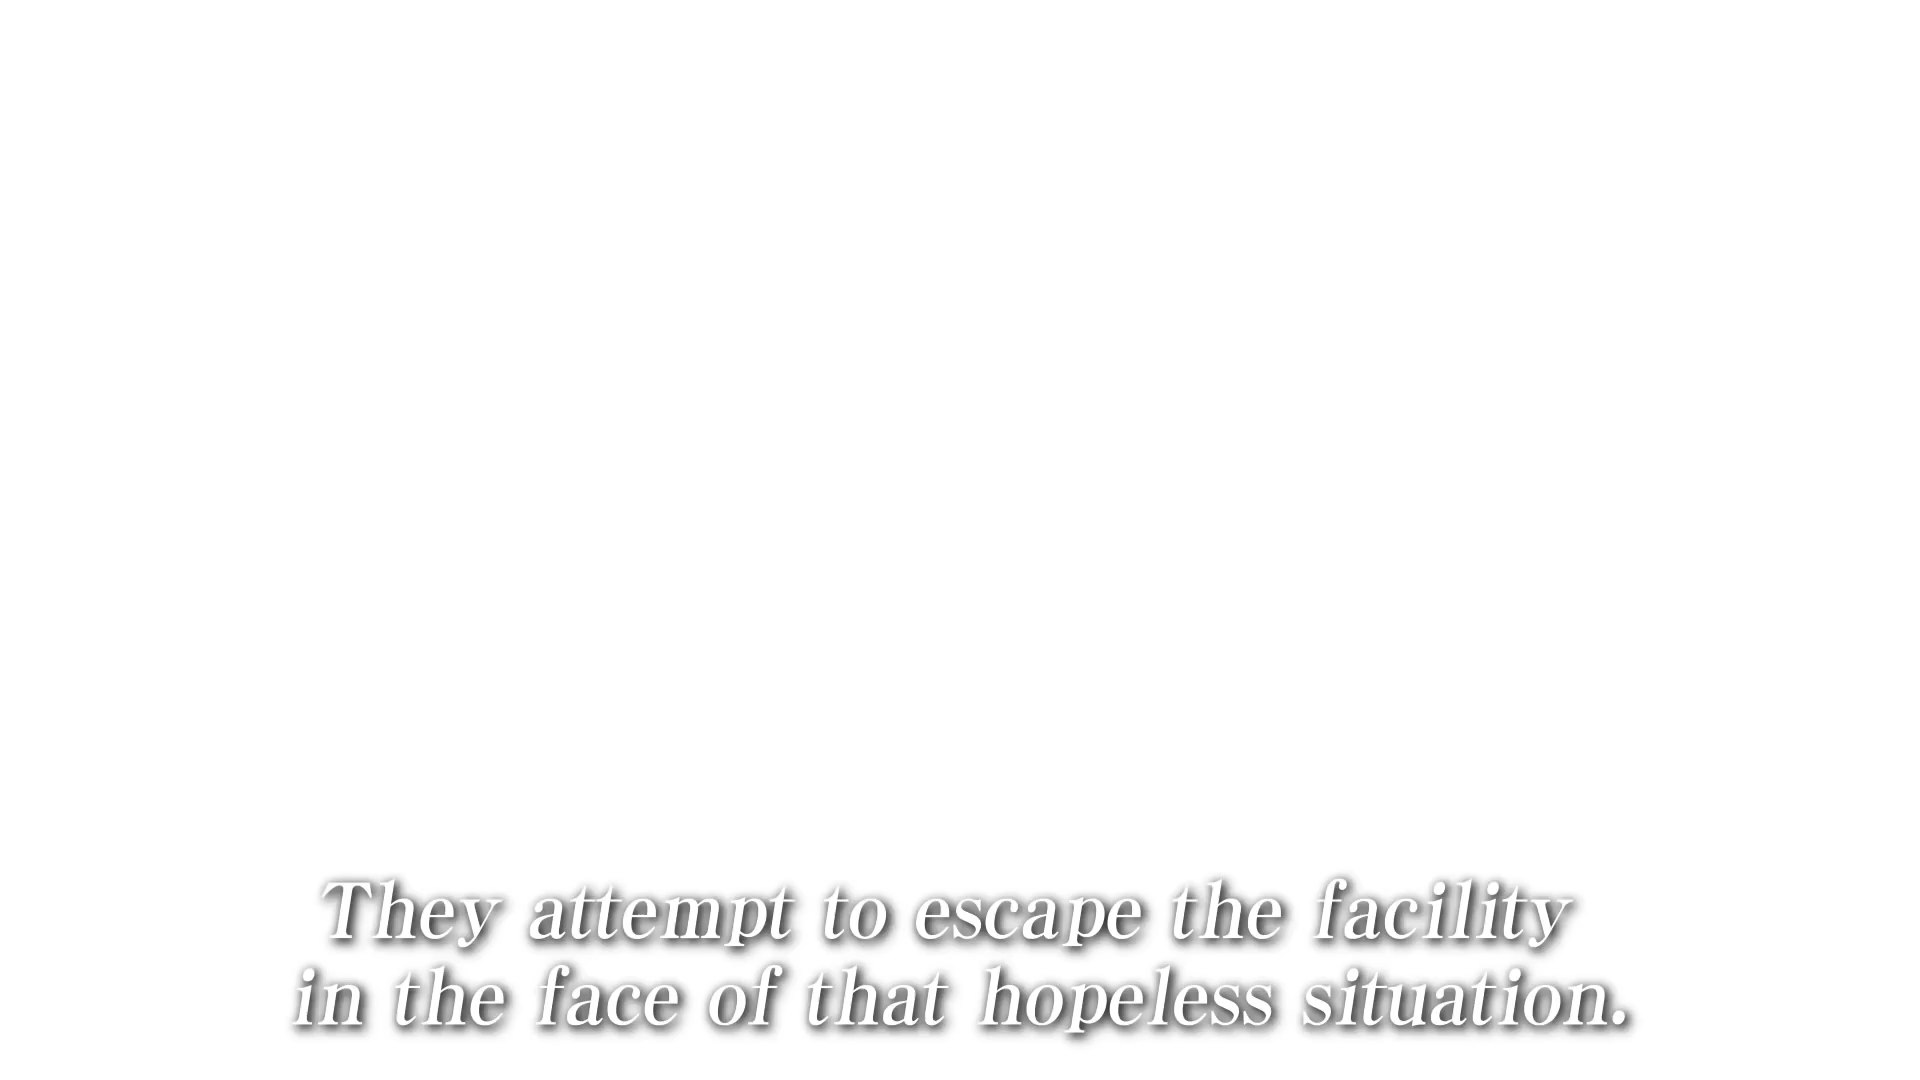 They attempt to escape the facility
in the face of that hopeless situation.